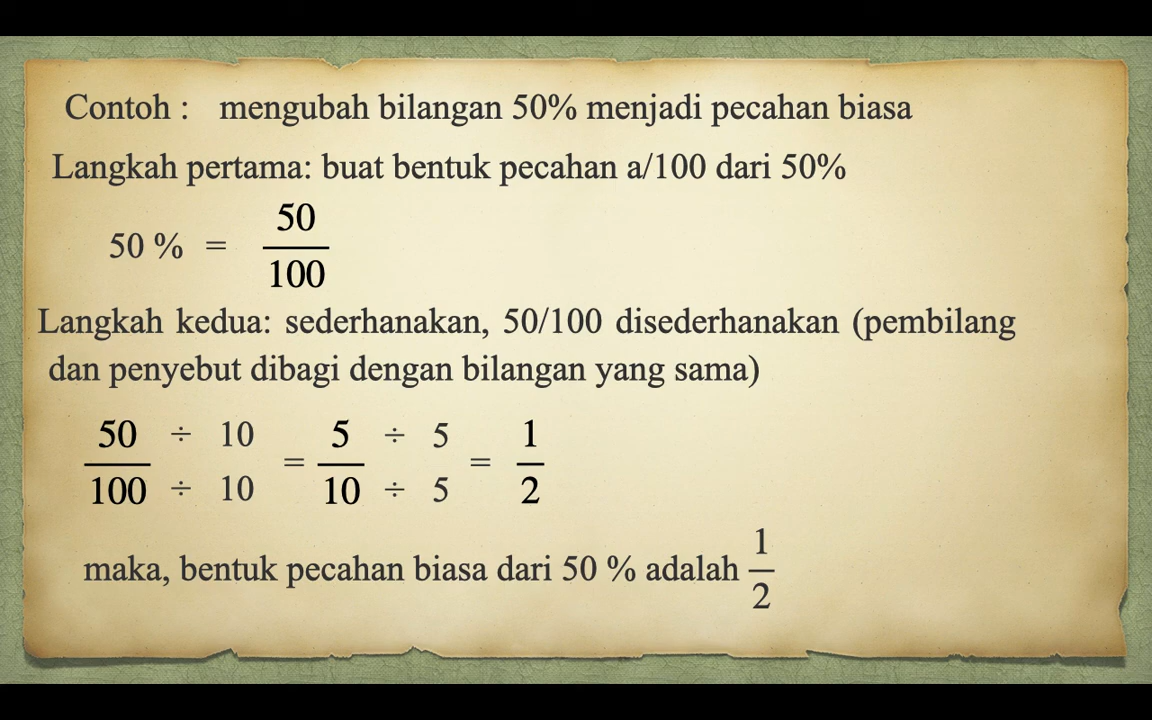 Contoh : mengubah bilangan 50% menjadi pecahan biasa
Langkah pertama: buat bentuk pecahan a/100 dari 50%
50 % = 50/100
Langkah kedua: sederhanakan, 50/100 disederhanakan (pembilang
dan penyebut dibagi dengan bilangan yang sama)
50 ÷ 10 / 100 ÷ 10 = 5 ÷ 5 / 10 ÷ 5 = 1/2
maka, bentuk pecahan biasa dari 50 % adalah 1/2